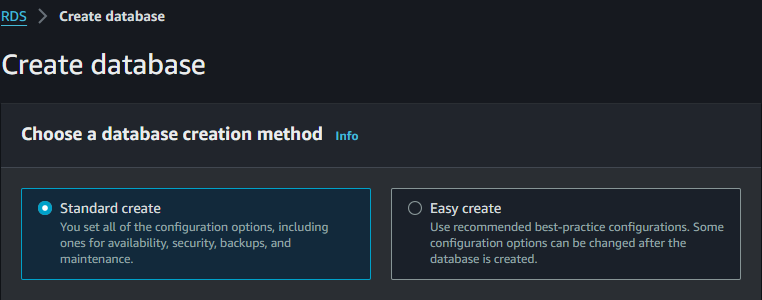 RDS > Create database
Create database
Choose a database creation method Info
Standard create
You set all of the configuration options, including
ones for availability, security, backups, and
maintenance.
Easy create
Use recommended best-practice configurations. Some
configuration options can be changed after the
database is created.